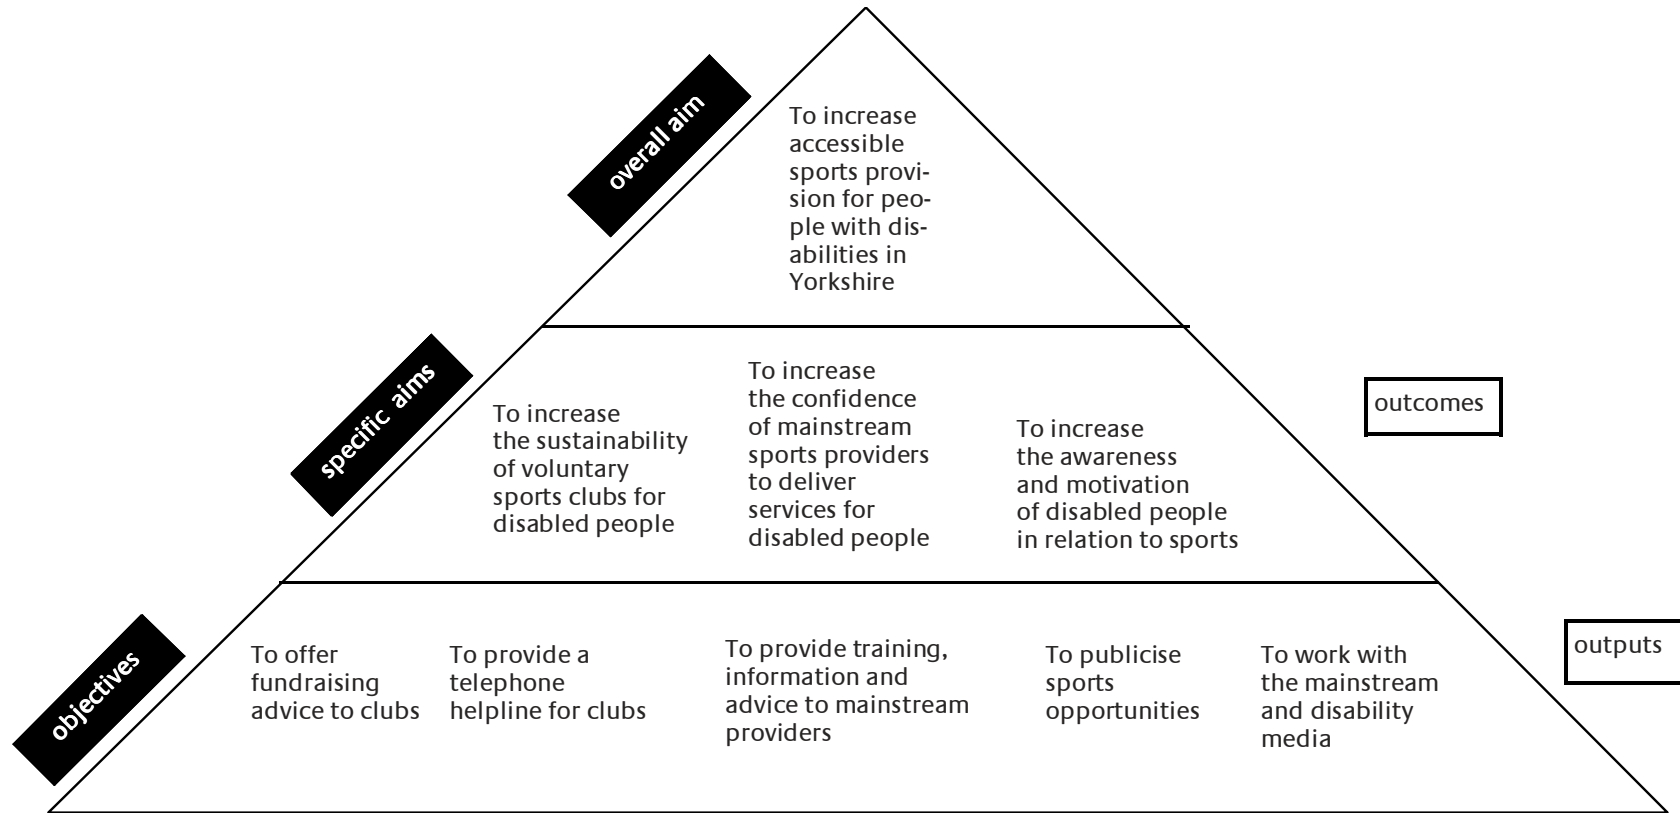 overall aim
To increase
accessible
sports provi-
sion for peo-
ple with dis-
abilities in
Yorkshire
specific aims
To increase
the sustainability
of voluntary
sports clubs for
disabled people
To increase
the confidence
of mainstream
sports providers
to deliver
services for
disabled people
To increase
the awareness
and motivation
of disabled people
in relation to sports
outcomes
objectives
To offer
fundraising
advice to clubs
To provide a
telephone
helpline for clubs
To provide training,
information and
advice to mainstream
providers
To publicise
sports
opportunities
To work with
the mainstream
and disability
media
outputs